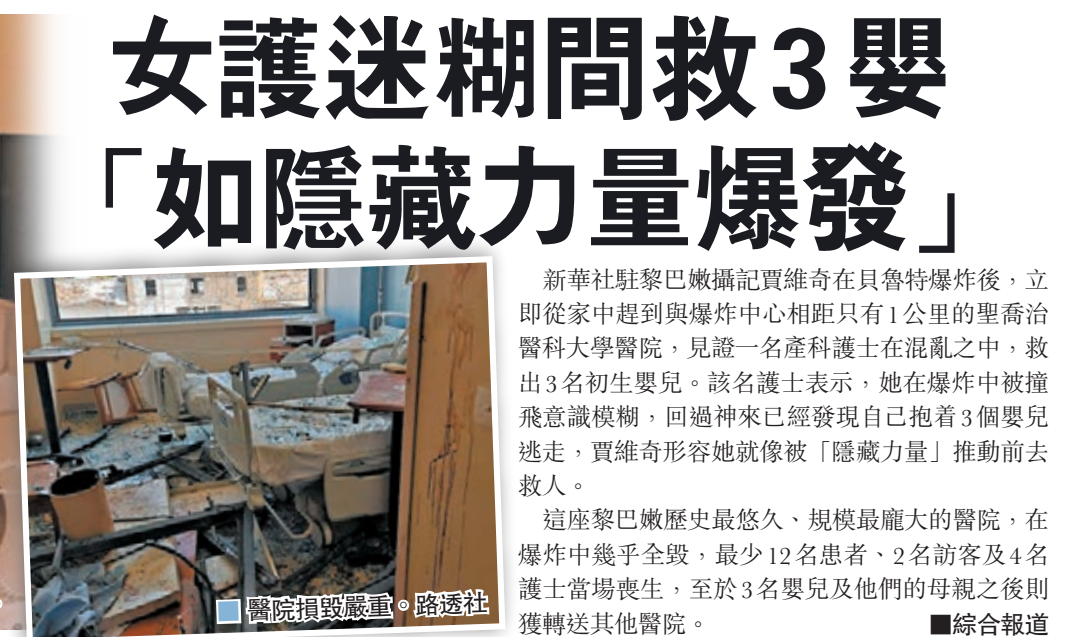 女護迷糊間救3嬰
「如隱藏力量爆發」
新華社駐黎巴嫩攝記賈維奇在貝魯特爆炸後，立
即從家中趕到與爆炸中心相距只有1公里的聖喬治
醫科大學醫院，見證一名產科護士在混亂之中，救
出3名初生嬰兒。該名護士表示，她在爆炸中被撞
飛意識模糊，回過神來已經發現自己抱着3個嬰兒
逃走，賈維奇形容她就像被「隱藏力量」推動前去
救人。
這座黎巴嫩歷史最悠久、規模最龐大的醫院，在
爆炸中幾乎全毀，最少12名患者、2名訪客及4名
護士當場喪生，至於3名嬰兒及他們的母親之後則
獲轉送其他醫院。 ■綜合報道
■ 醫院損毀嚴重。路透社